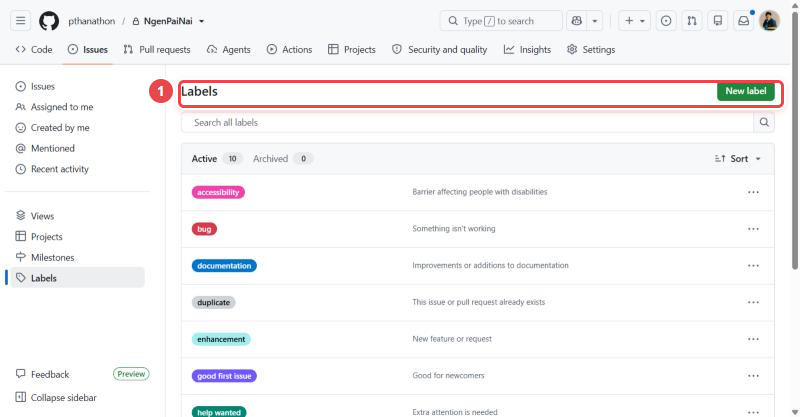 pthanathon / NgenPaiNai
Type / to search
Code Issues Pull requests Agents Actions Projects Security and quality Insights Settings
Issues
Assigned to me
Created by me
Mentioned
Recent activity
Views
Projects
Milestones
Labels
Feedback Preview
Collapse sidebar
1 Labels New label
Search all labels
Active 10 Archived 0 Sort
accessibility Barrier affecting people with disabilities
bug Something isn't working
documentation Improvements or additions to documentation
duplicate This issue or pull request already exists
enhancement New feature or request
good first issue Good for newcomers
help wanted Extra attention is needed